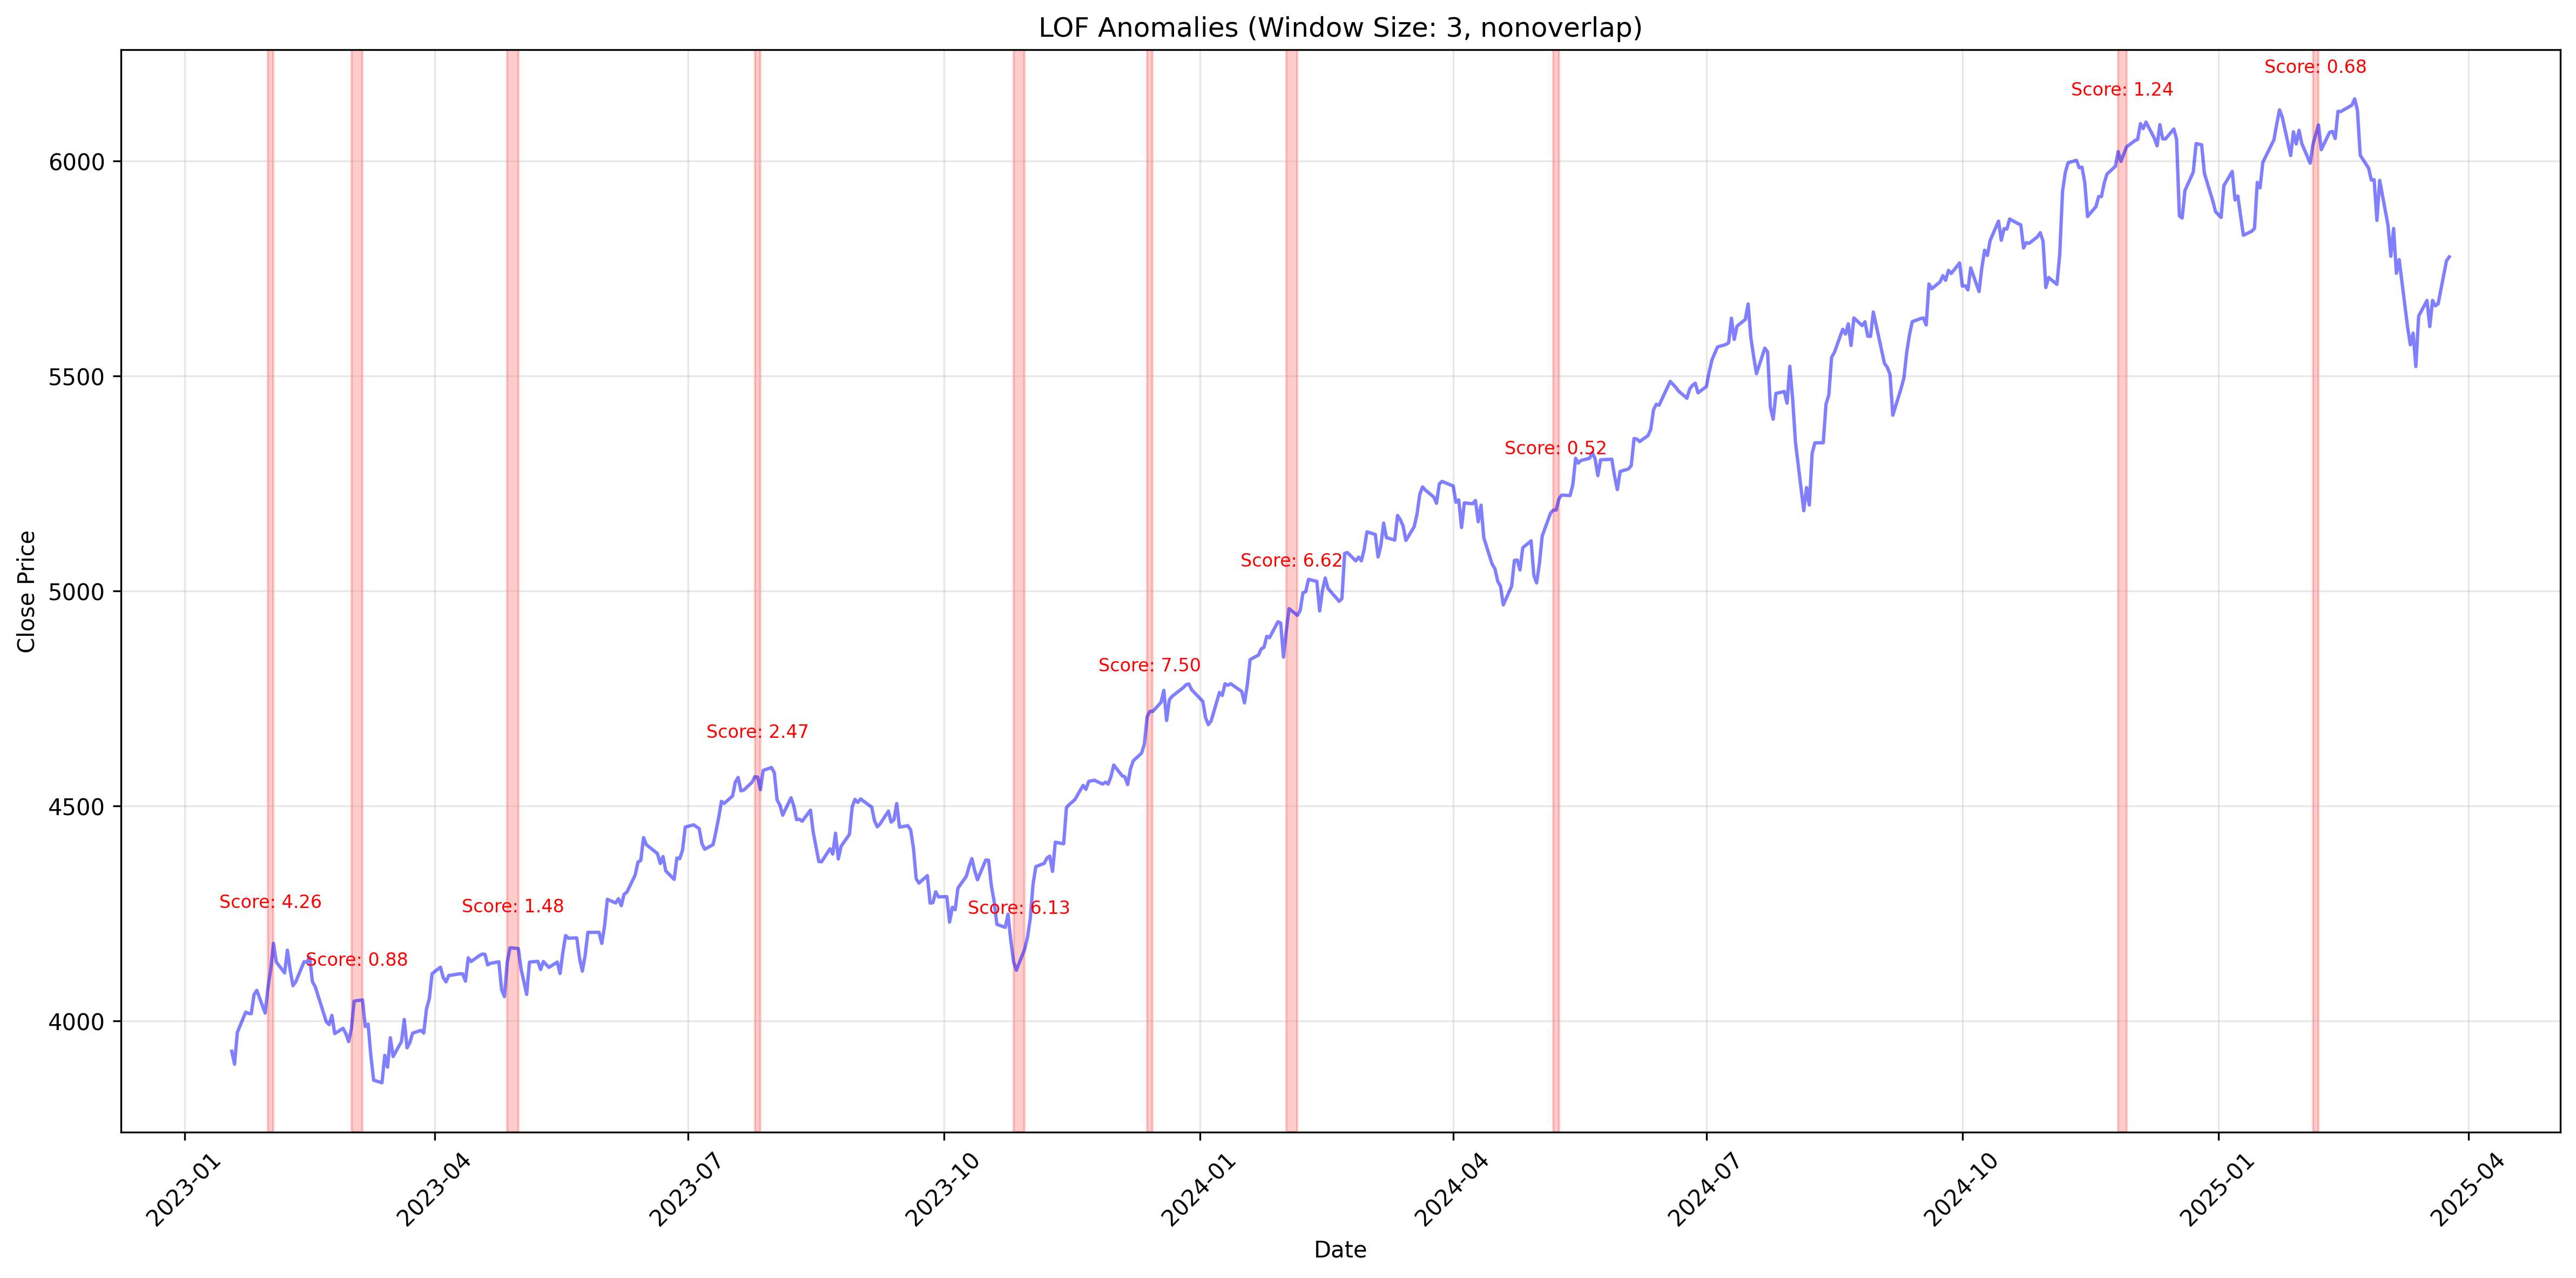 LOF Anomalies (Window Size: 3, nonoverlap)
Score: 0.68
Score: 1.24
6000
5500
Score: 0.52
5000
Score: 6.62
Score: 7.50
Score: 2.47
4500
Score: 4.26
Score: 1.48
Score: 6.13
Score: 0.88
4000
Close Price
2023-01
2023-04
2023-07
2023-10
2024-01
2024-04
2024-07
2024-10
2025-01
2025-04
Date